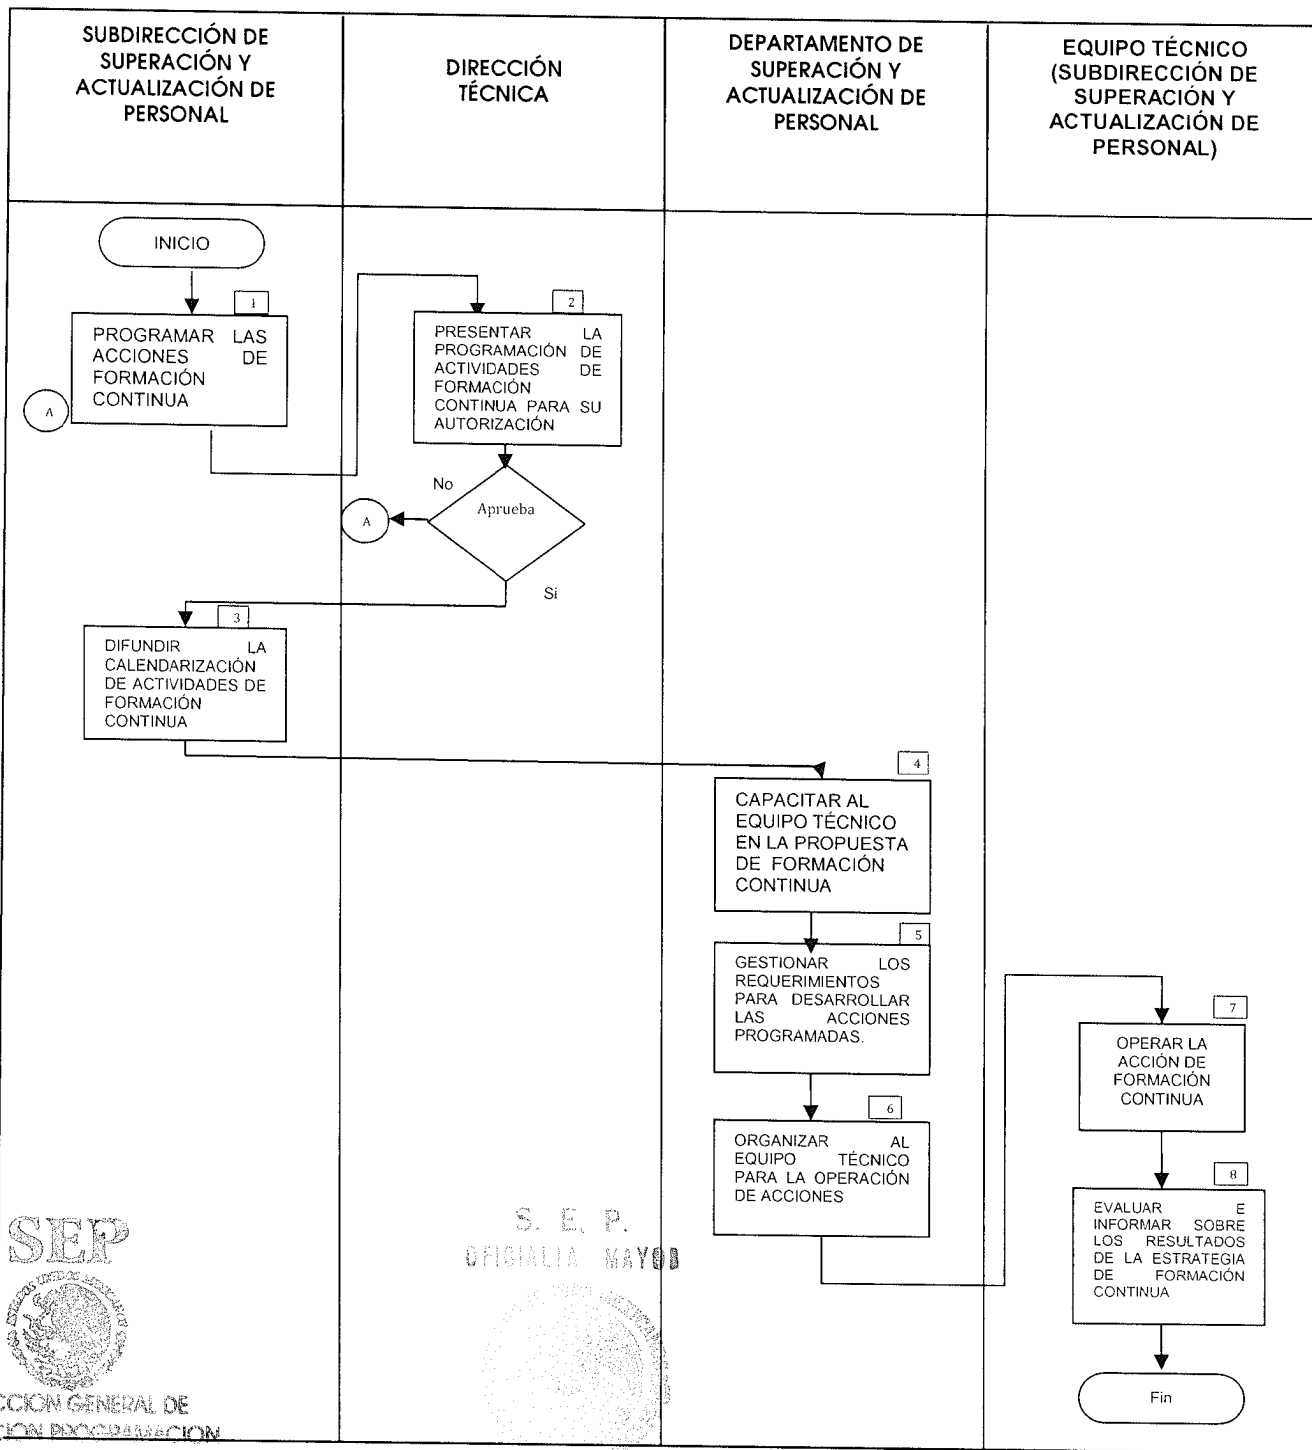 SUBDIRECCIÓN DE
SUPERACIÓN Y
ACTUALIZACIÓN DE
PERSONAL
DIRECCIÓN
TÉCNICA
DEPARTAMENTO DE
SUPERACIÓN Y
ACTUALIZACIÓN DE
PERSONAL
EQUIPO TÉCNICO
(SUBDIRECCIÓN DE
SUPERACIÓN Y
ACTUALIZACIÓN DE
PERSONAL)
INICIO
1
PROGRAMAR LAS
ACCIONES DE
FORMACIÓN
CONTINUA
A
2
PRESENTAR LA
PROGRAMACIÓN DE
ACTIVIDADES DE
FORMACIÓN
CONTINUA PARA SU
AUTORIZACIÓN
No
Aprueba
A
Si
3
DIFUNDIR LA
CALENDARIZACIÓN
DE ACTIVIDADES DE
FORMACIÓN
CONTINUA
4
CAPACITAR AL
EQUIPO TÉCNICO
EN LA PROPUESTA
DE FORMACIÓN
CONTINUA
5
GESTIONAR LOS
REQUERIMIENTOS
PARA DESARROLLAR
LAS ACCIONES
PROGRAMADAS.
6
ORGANIZAR AL
EQUIPO TÉCNICO
PARA LA OPERACIÓN
DE ACCIONES
7
OPERAR LA
ACCIÓN DE
FORMACIÓN
CONTINUA
8
EVALUAR E
INFORMAR SOBRE
LOS RESULTADOS
DE LA ESTRATEGIA
DE FORMACIÓN
CONTINUA
Fin
SEP
CCION GENERAL DE
CION PROGRAMACION
S. E. P.
OFICIALIA MAYOR